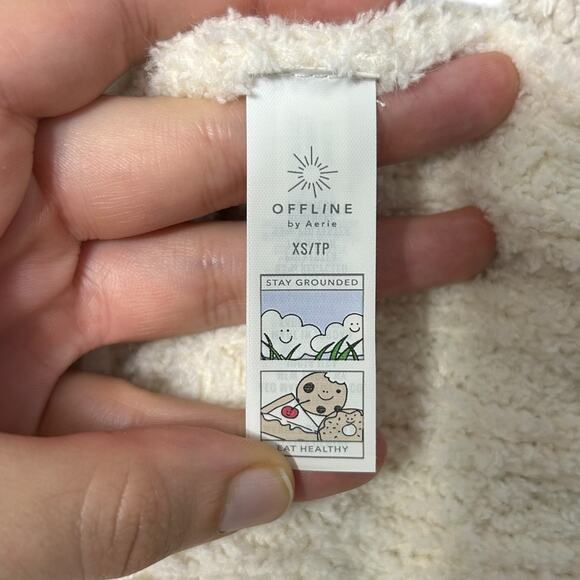 OFFLINE
by Aerie
XS/TP
STAY GROUNDED
EAT HEALTHY